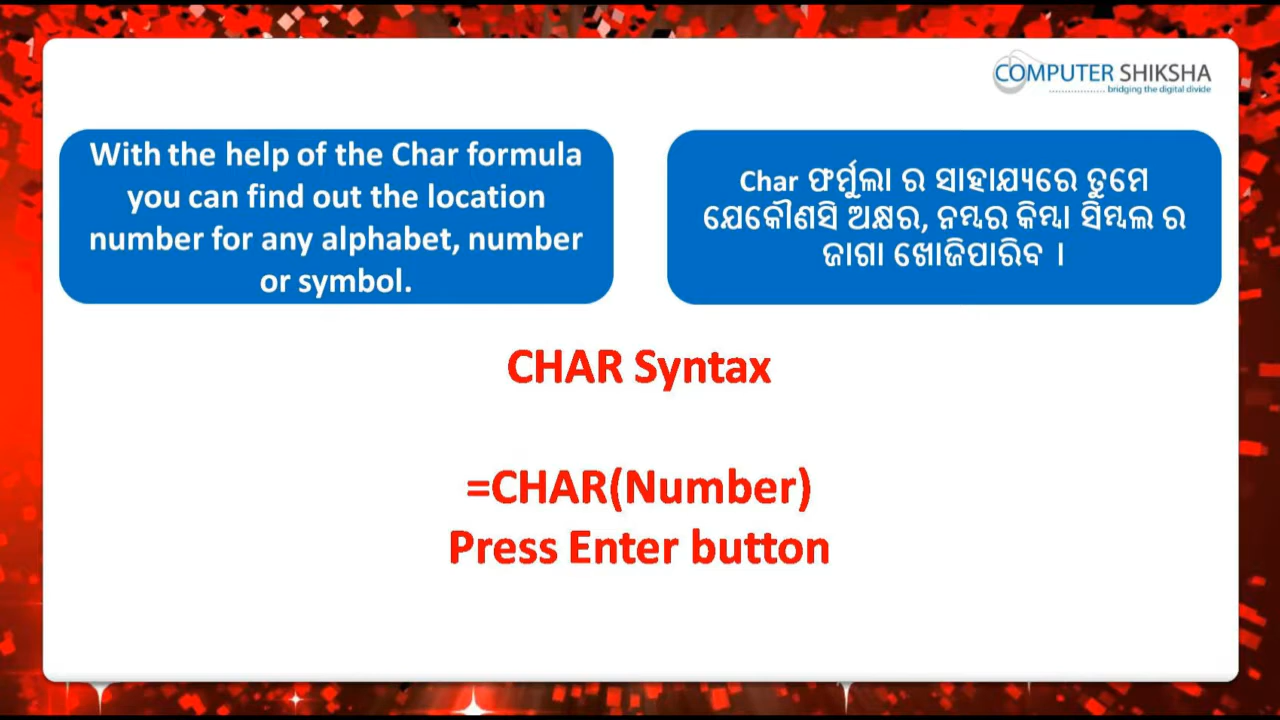 COMPUTER SHIKSHA
bridging the digital divide
With the help of the Char formula
you can find out the location
number for any alphabet, number
or symbol.
Char ଫର୍ମୁଲା ର ସାହାଯ୍ୟରେ ତୁମେ
ଯେକୌଣସି ଅକ୍ଷର, ନମ୍ବର କିମ୍ବା ସିମ୍ବଲ ର
ଜାଗା ଖୋଜିପାରିବ ।
CHAR Syntax
=CHAR(Number)
Press Enter button